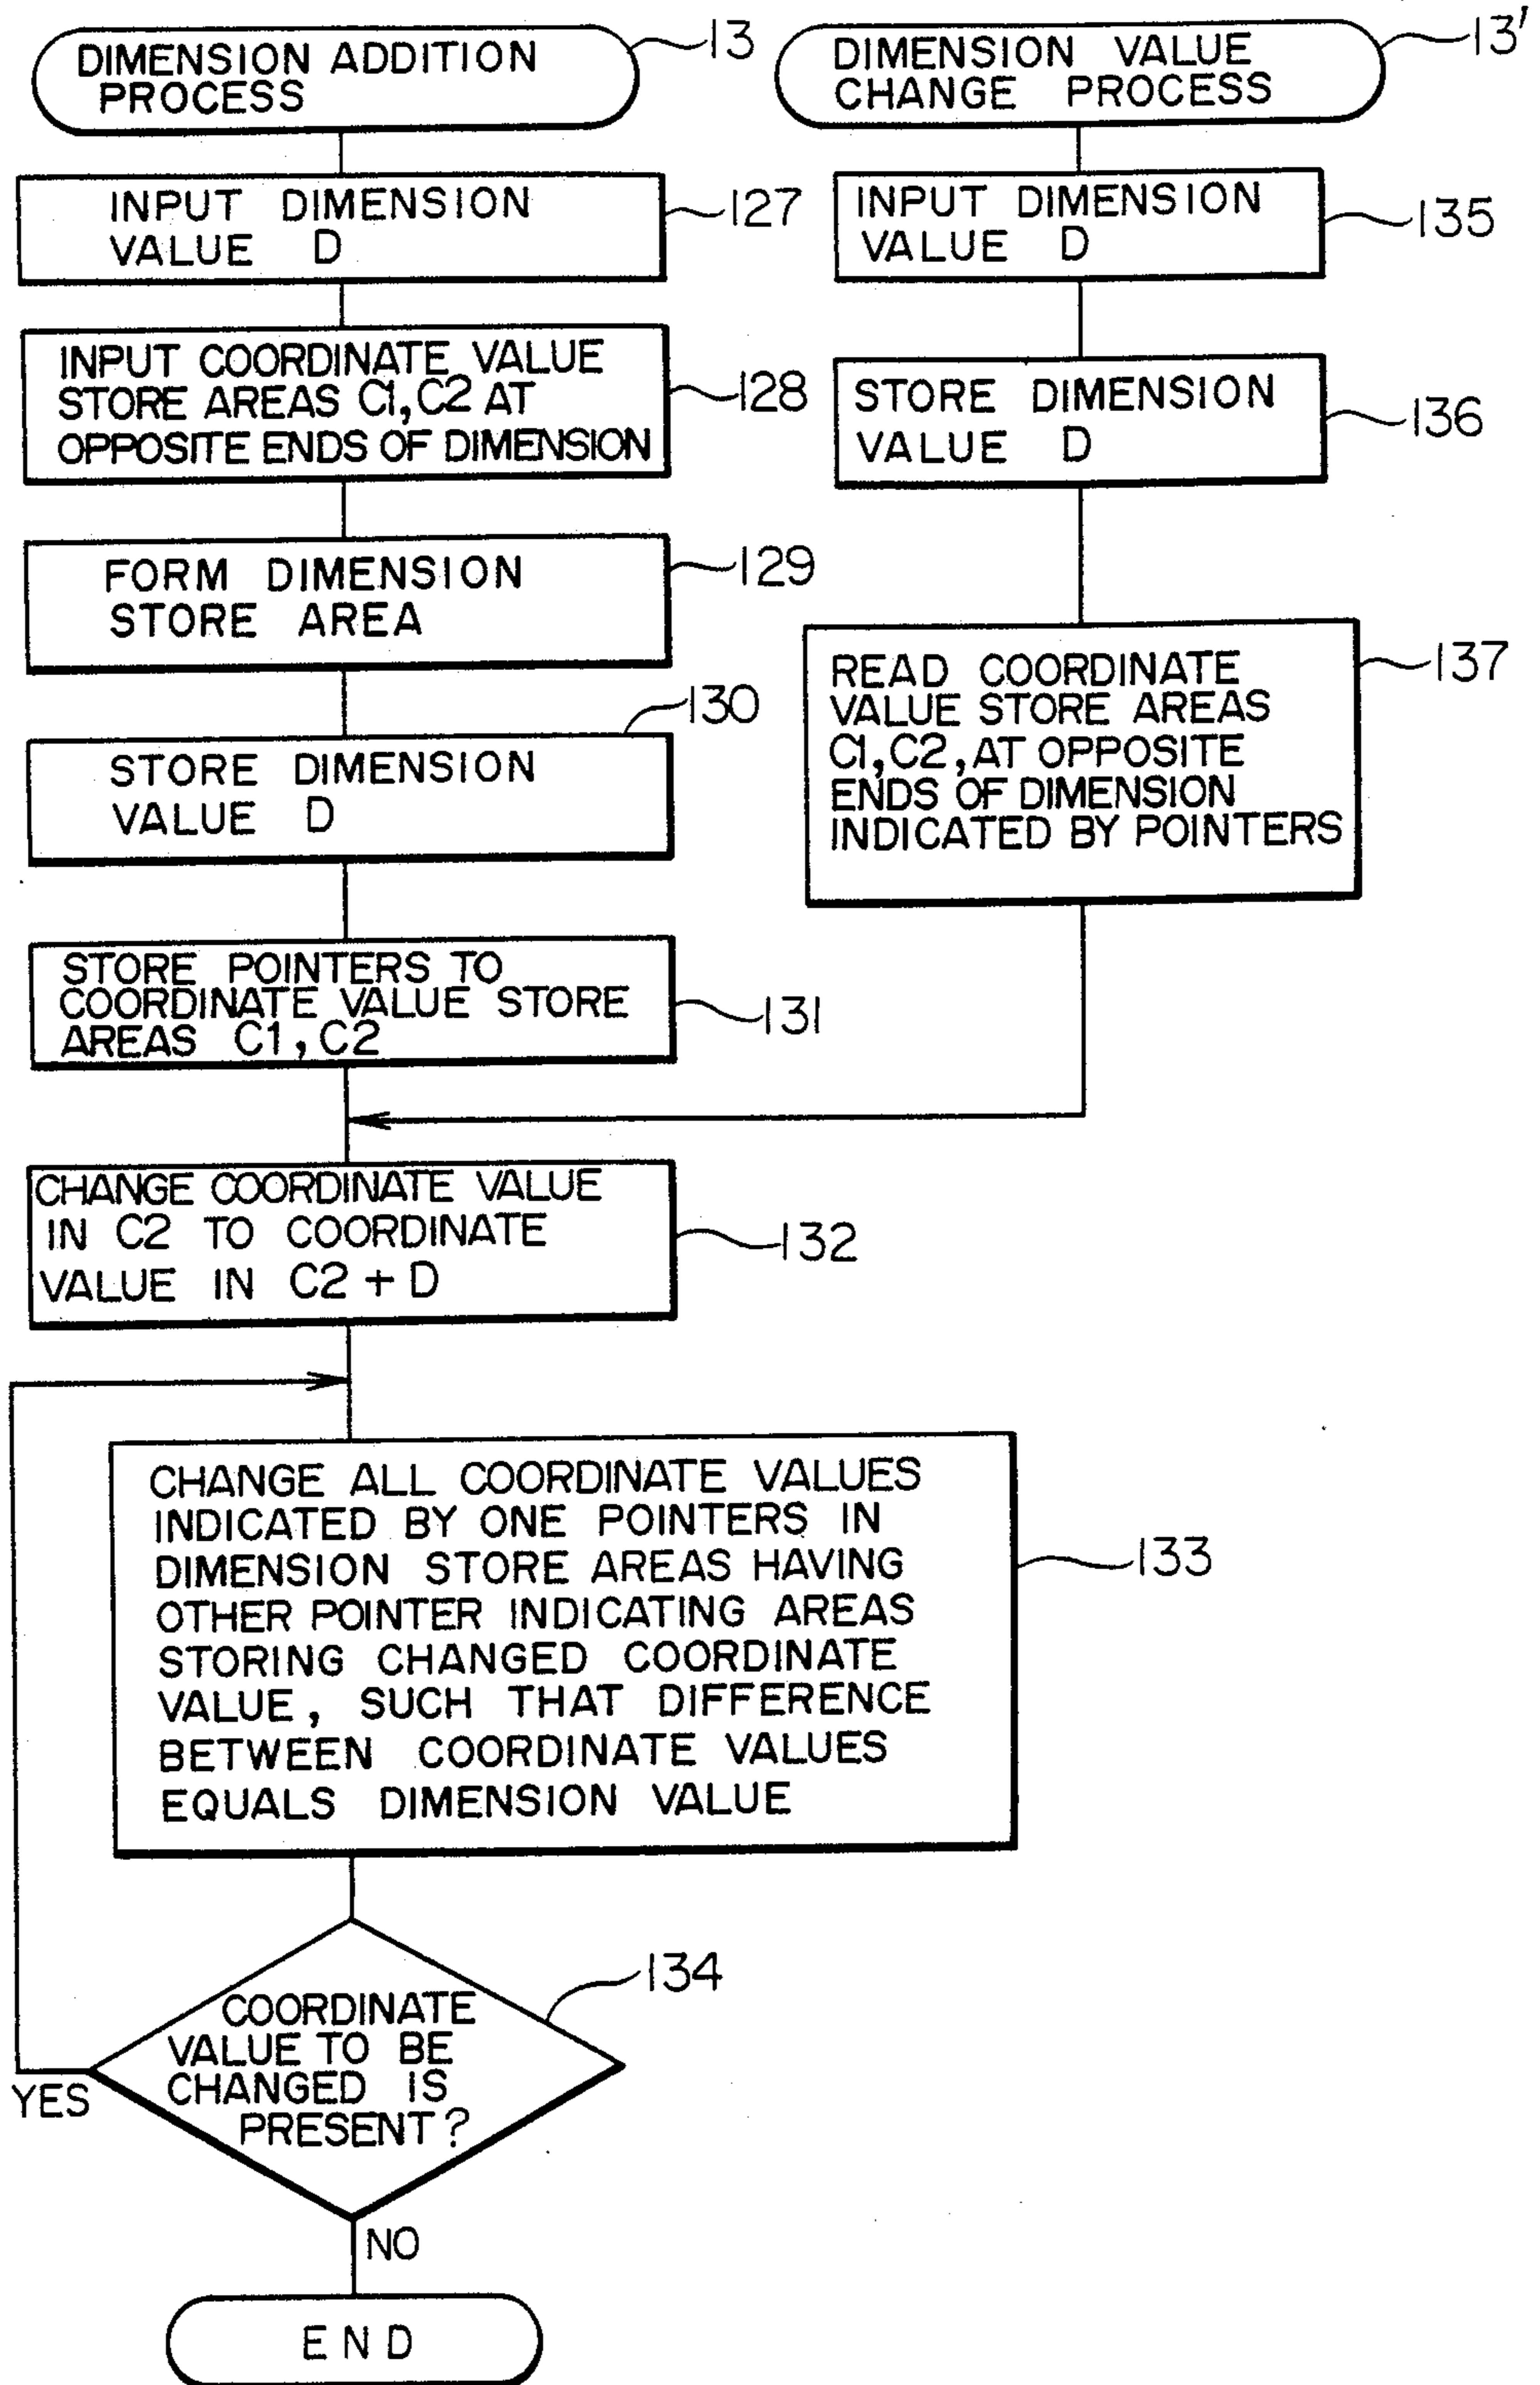 DIMENSION ADDITION
PROCESS
13
INPUT DIMENSION
VALUE D
127
INPUT COORDINATE VALUE
STORE AREAS C1, C2 AT
OPPOSITE ENDS OF DIMENSION
128
FORM DIMENSION
STORE AREA
129
STORE DIMENSION
VALUE D
130
STORE POINTERS TO
COORDINATE VALUE STORE
AREAS C1, C2
131
DIMENSION VALUE
CHANGE PROCESS
13'
INPUT DIMENSION
VALUE D
135
STORE DIMENSION
VALUE D
136
READ COORDINATE
VALUE STORE AREAS
C1, C2, AT OPPOSITE
ENDS OF DIMENSION
INDICATED BY POINTERS
137
CHANGE COORDINATE VALUE
IN C2 TO COORDINATE
VALUE IN C2 + D
132
CHANGE ALL COORDINATE VALUES
INDICATED BY ONE POINTERS IN
DIMENSION STORE AREAS HAVING
OTHER POINTER INDICATING AREAS
STORING CHANGED COORDINATE
VALUE, SUCH THAT DIFFERENCE
BETWEEN COORDINATE VALUES
EQUALS DIMENSION VALUE
133
COORDINATE
VALUE TO BE
CHANGED IS
PRESENT?
134
YES
NO
END